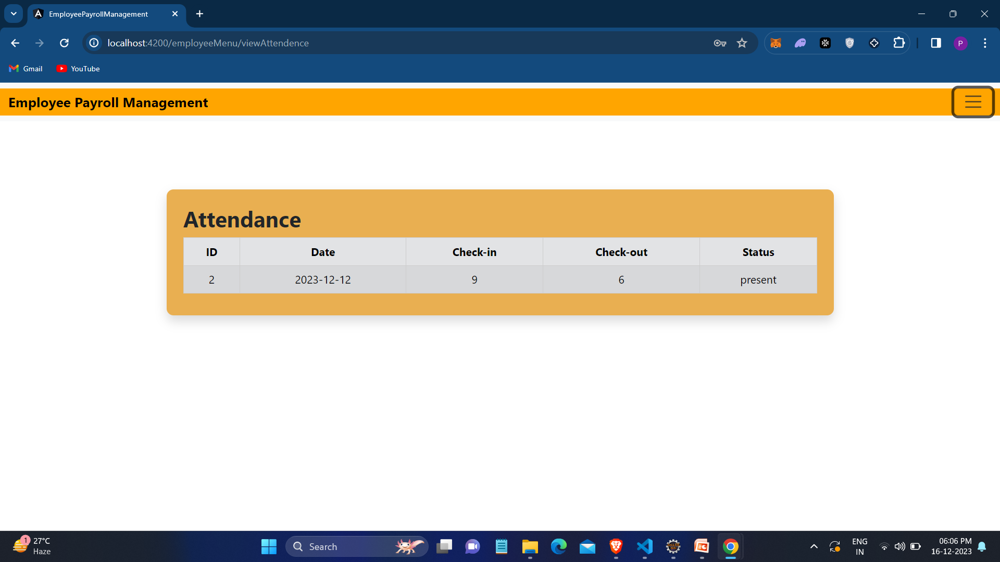 EmployeePayrollManagement
localhost:4200/employeeMenu/viewAttendence
P
Gmail YouTube
Employee Payroll Management
Attendance
ID Date Check-in Check-out Status
2 2023-12-12 9 6 present
1
27°C
Haze
Search
ENG
IN
06:06 PM
16-12-2023